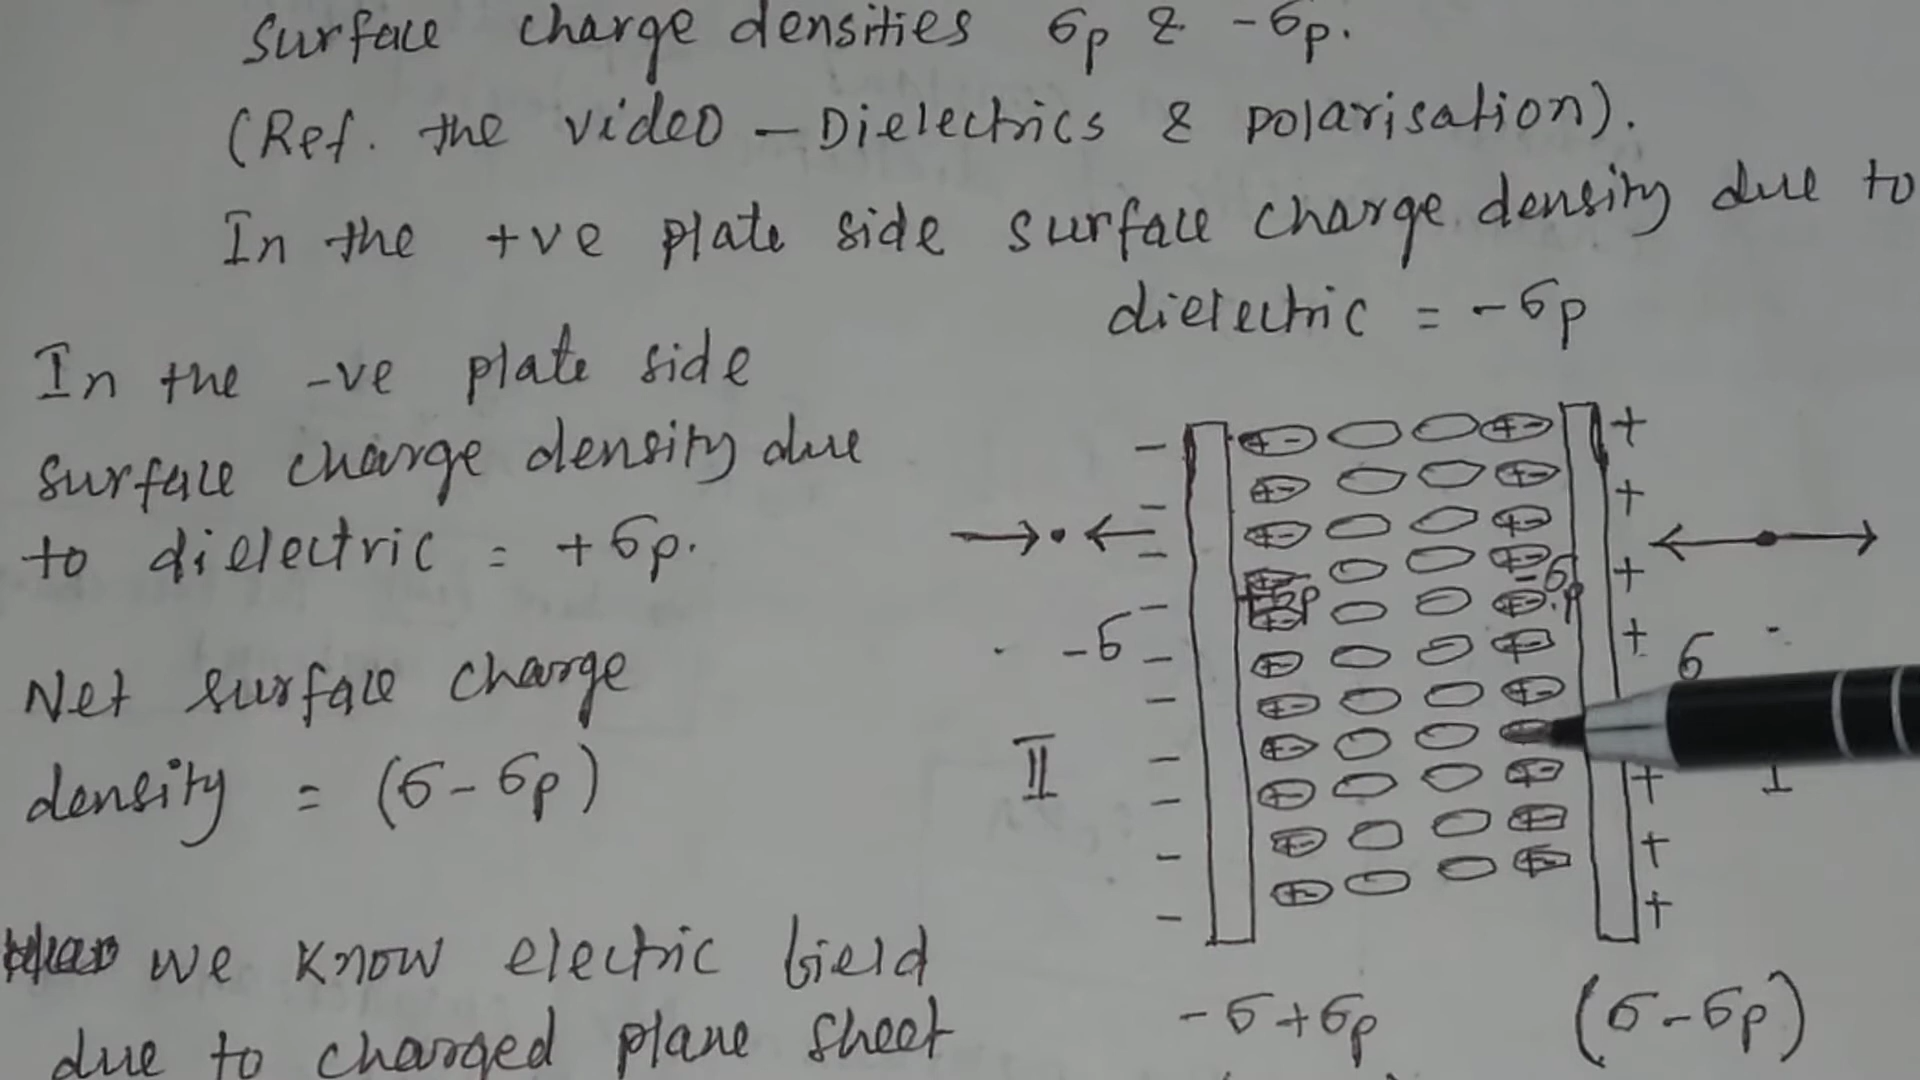 surface charge densities σp & -σp.
(Ref. the video – Dielectrics & polarisation).
In the +ve plate side surface charge density due to
dielectric = -σp
In the -ve plate side
surface charge density due
to dielectric = +σp.
Net surface charge
density = (σ - σp)
we know electric field
due to charged plane sheet
-σ
+σp
-σp
σ
II
I
-σ+σp
(σ-σp)